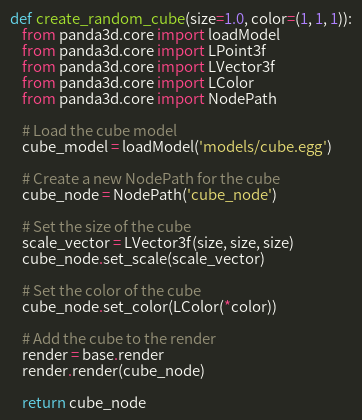 def create_random_cube(size=1.0, color=(1, 1, 1)):
from panda3d.core import loadModel
from panda3d.core import LPoint3f
from panda3d.core import LVector3f
from panda3d.core import LColor
from panda3d.core import NodePath
# Load the cube model
cube_model = loadModel('models/cube.egg')
# Create a new NodePath for the cube
cube_node = NodePath('cube_node')
# Set the size of the cube
scale_vector = LVector3f(size, size, size)
cube_node.set_scale(scale_vector)
# Set the color of the cube
cube_node.set_color(LColor(*color))
# Add the cube to the render
render = base.render
render.render(cube_node)
return cube_node